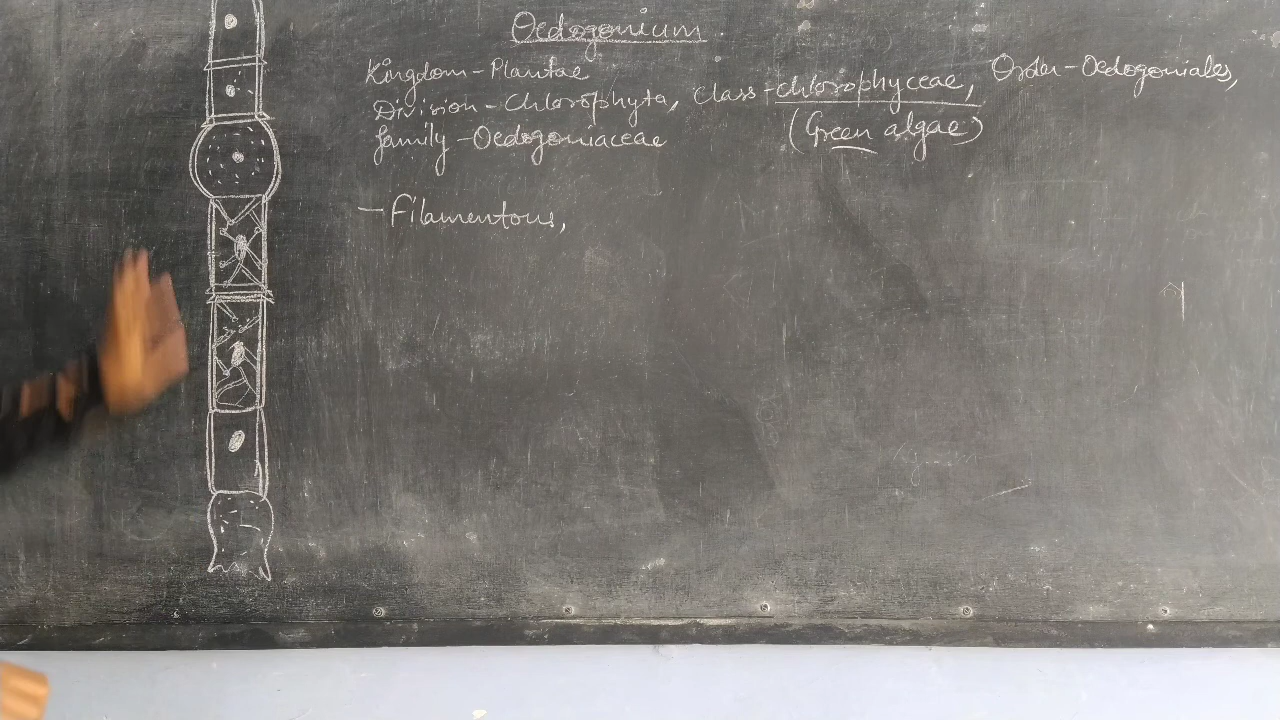 Oedogonium.
Kingdom - Plantae
Division - Chlorophyta, Class - chlorophyceae, Order - Oedogoniales,
family - Oedogoniaceae (Green algae)
- Filamentous,